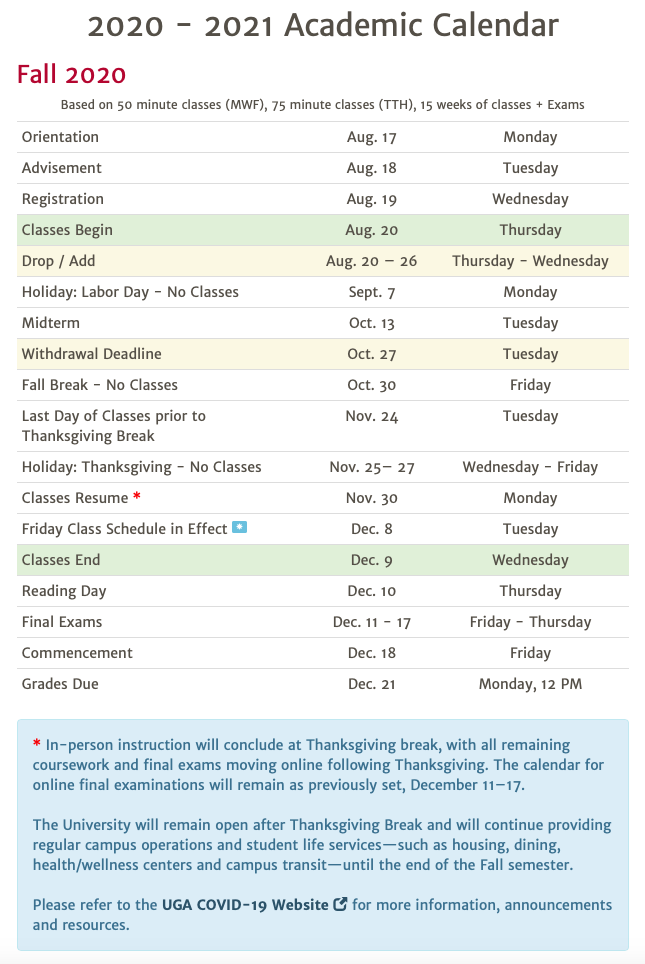 2020 - 2021 Academic Calendar
Fall 2020
Based on 50 minute classes (MWF), 75 minute classes (TTH), 15 weeks of classes + Exams
Orientation Aug. 17 Monday
Advisement Aug. 18 Tuesday
Registration Aug. 19 Wednesday
Classes Begin Aug. 20 Thursday
Drop / Add Aug. 20 – 26 Thursday - Wednesday
Holiday: Labor Day - No Classes Sept. 7 Monday
Midterm Oct. 13 Tuesday
Withdrawal Deadline Oct. 27 Tuesday
Fall Break - No Classes Oct. 30 Friday
Last Day of Classes prior to Nov. 24 Tuesday
Thanksgiving Break
Holiday: Thanksgiving - No Classes Nov. 25– 27 Wednesday - Friday
Classes Resume * Nov. 30 Monday
Friday Class Schedule in Effect * Dec. 8 Tuesday
Classes End Dec. 9 Wednesday
Reading Day Dec. 10 Thursday
Final Exams Dec. 11 - 17 Friday - Thursday
Commencement Dec. 18 Friday
Grades Due Dec. 21 Monday, 12 PM
* In-person instruction will conclude at Thanksgiving break, with all remaining
coursework and final exams moving online following Thanksgiving. The calendar for
online final examinations will remain as previously set, December 11–17.
The University will remain open after Thanksgiving Break and will continue providing
regular campus operations and student life services—such as housing, dining,
health/wellness centers and campus transit—until the end of the Fall semester.
Please refer to the UGA COVID-19 Website for more information, announcements
and resources.